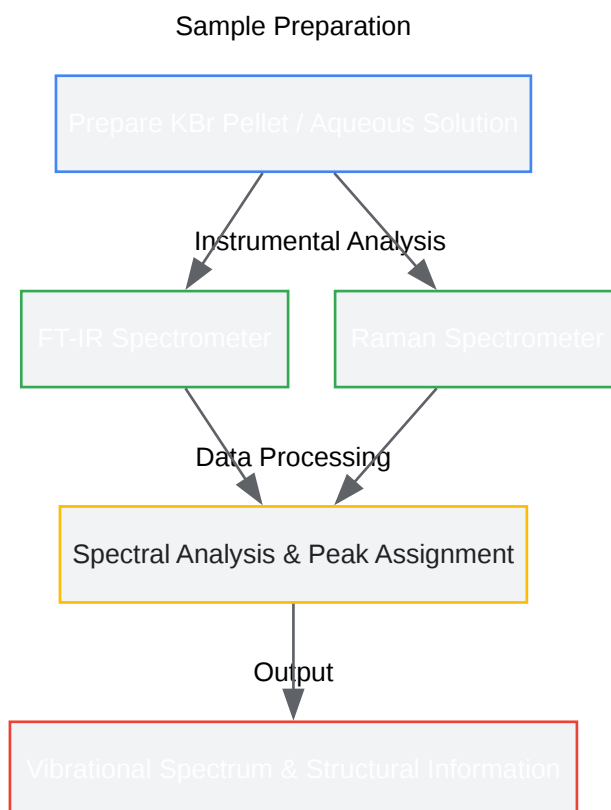 Sample Preparation
Prepare KBr Pellet / Aqueous Solution
Instrumental Analysis
FT-IR Spectrometer
Raman Spectrometer
Data Processing
Spectral Analysis & Peak Assignment
Output
Vibrational Spectrum & Structural Information